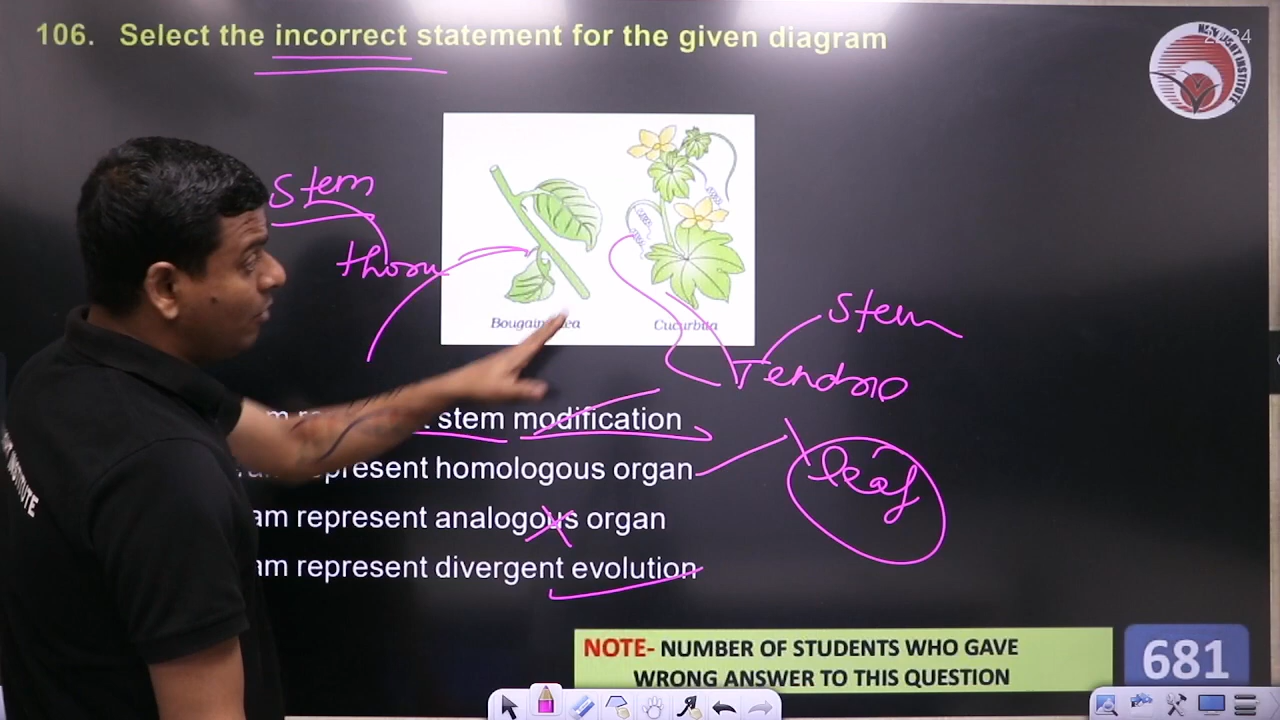 106. Select the incorrect statement for the given diagram
Stem
thorn
Cucurbita
Stem
Tendril
stem modification
represent homologous organ
leaf
am represent analogous organ
am represent divergent evolution
NOTE- NUMBER OF STUDENTS WHO GAVE
WRONG ANSWER TO THIS QUESTION
681